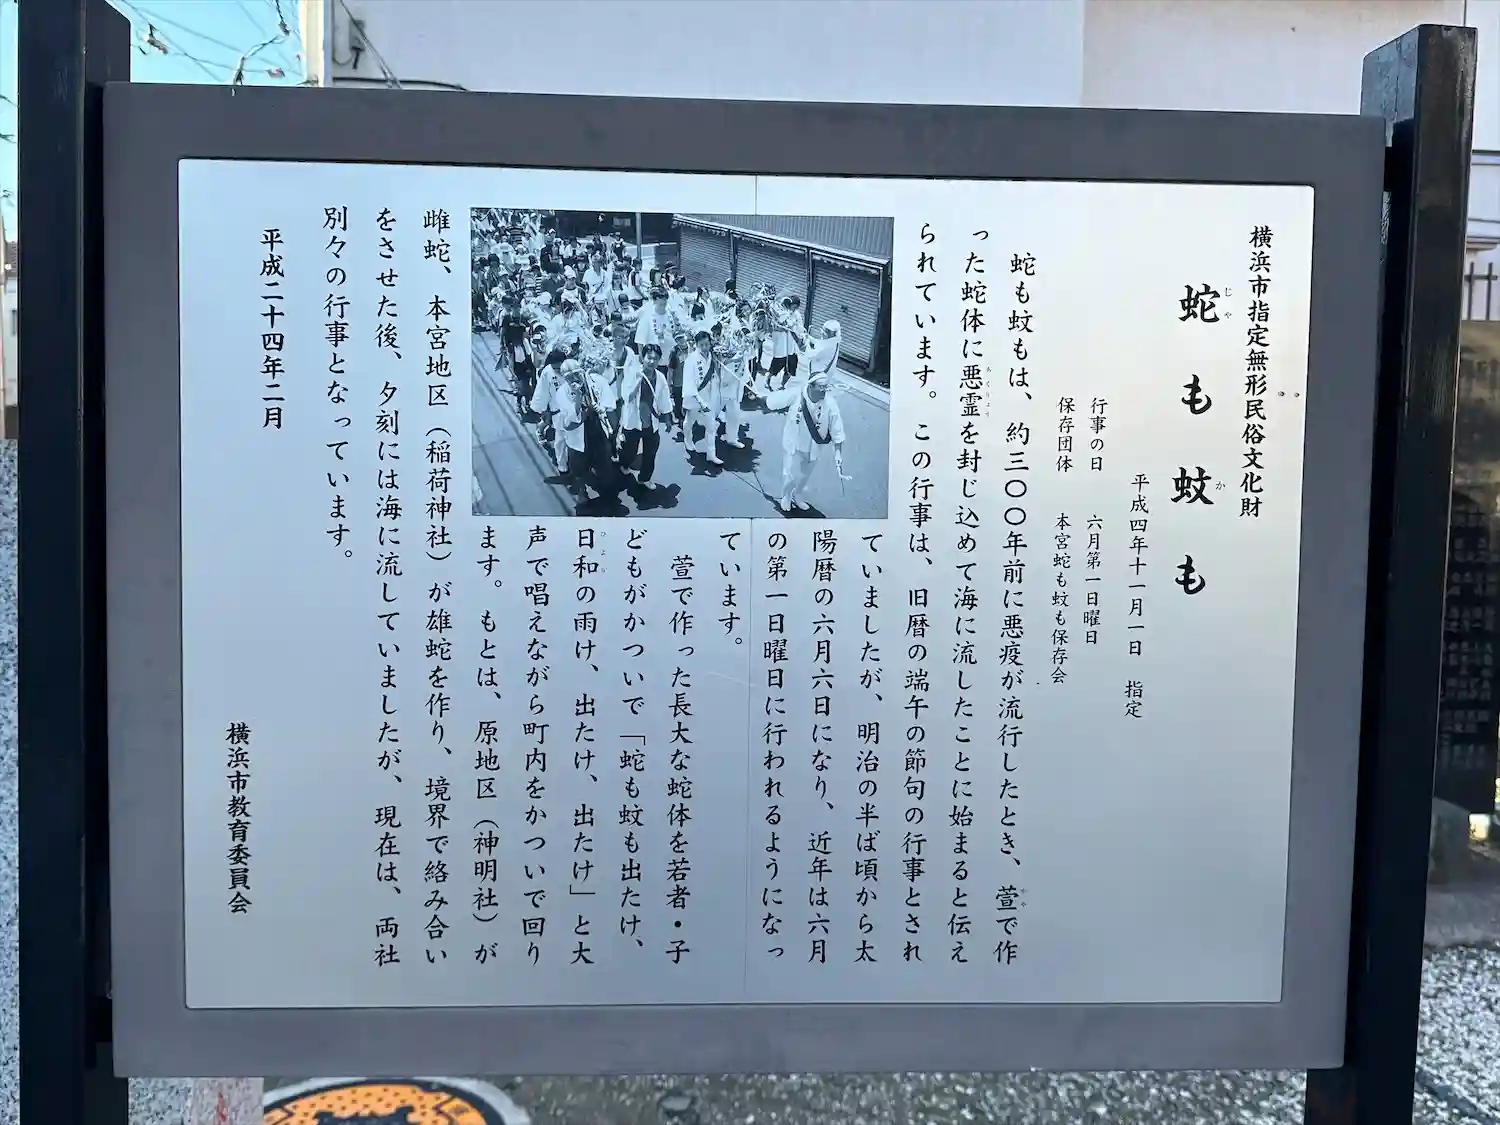 横浜市指定無形民俗文化財
蛇も蚊も
じや
か
平成四年十一月一日　指定
行事の日　六月第一日曜日
保存団体　本宮蛇も蚊も保存会
蛇も蚊もは、約三〇〇年前に悪疫が流行したとき、萱で作
かや
った蛇体に悪霊を封じ込めて海に流したことに始まると伝え
あくりょう
られています。この行事は、旧暦の端午の節句の行事とされ
ていましたが、明治の半ば頃から太
陽暦の六月六日になり、近年は六月
の第一日曜日に行われるようになっ
ています。
萱で作った長大な蛇体を若者・子
どもがかついで「蛇も蚊も出たけ、
日和の雨け、出たけ、出たけ」と大
ひより
声で唱えながら町内をかついで回り
ます。もとは、原地区（神明社）が
雌蛇、本宮地区（稲荷神社）が雄蛇を作り、境界で絡み合い
をさせた後、夕刻には海に流していましたが、現在は、両社
別々の行事となっています。
平成二十四年二月
横浜市教育委員会